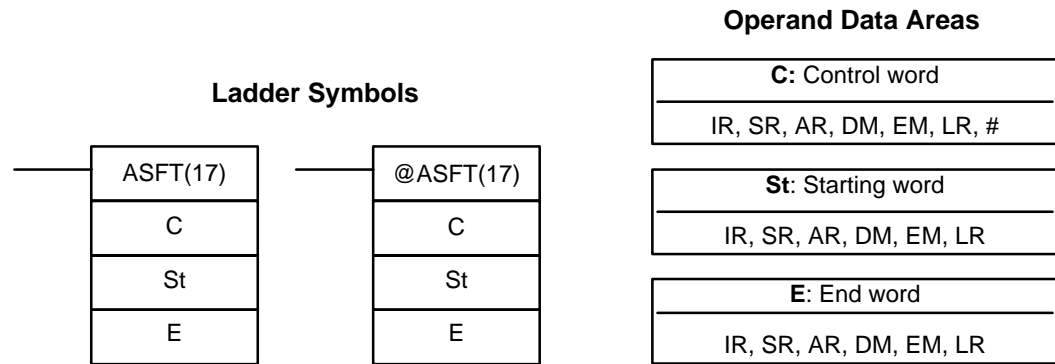 Ladder Symbols
ASFT(17)
C
St
E
@ASFT(17)
C
St
E
Operand Data Areas
C: Control word
IR, SR, AR, DM, EM, LR, #
St: Starting word
IR, SR, AR, DM, EM, LR
E: End word
IR, SR, AR, DM, EM, LR